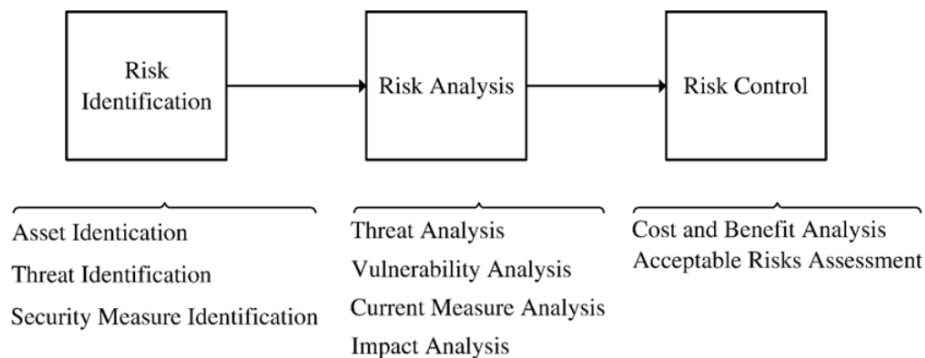 Risk
Identification
Risk Analysis
Risk Control
Asset Identication
Threat Identification
Security Measure Identification
Threat Analysis
Vulnerability Analysis
Current Measure Analysis
Impact Analysis
Cost and Benefit Analysis
Acceptable Risks Assessment